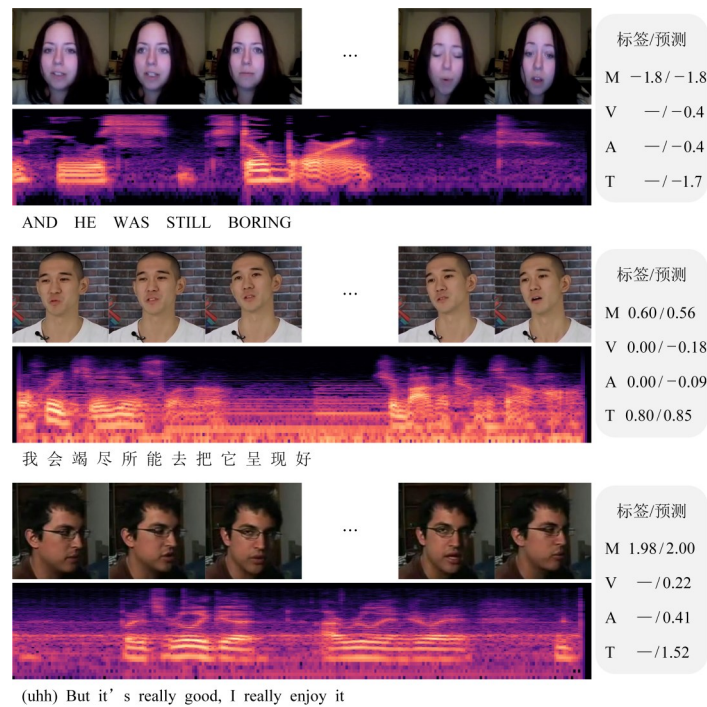 标签/预测
M −1.8/−1.8
V —/−0.4
A —/−0.4
T —/−1.7
...
AND HE WAS STILL BORING
标签/预测
M 0.60/0.56
V 0.00/−0.18
A 0.00/−0.09
T 0.80/0.85
...
我 会 竭 尽 所 能 去 把 它 呈 现 好
标签/预测
M 1.98/2.00
V —/0.22
A —/0.41
T —/1.52
...
(uhh) But it’s really good, I really enjoy it